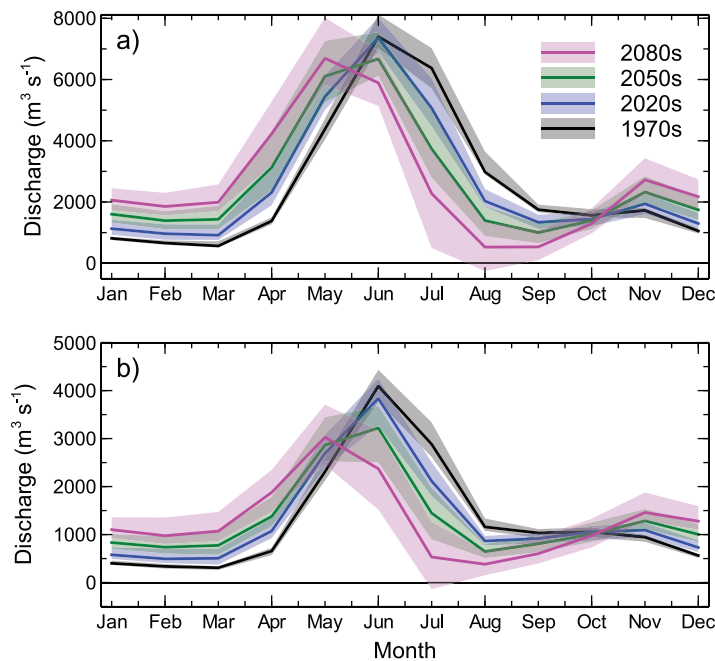 8000
a)
2080s
2050s
2020s
1970s
6000
4000
2000
0
Discharge (m³ s⁻¹)
Jan Feb Mar Apr May Jun Jul Aug Sep Oct Nov Dec
5000
b)
4000
3000
2000
1000
0
Discharge (m³ s⁻¹)
Jan Feb Mar Apr May Jun Jul Aug Sep Oct Nov Dec
Month